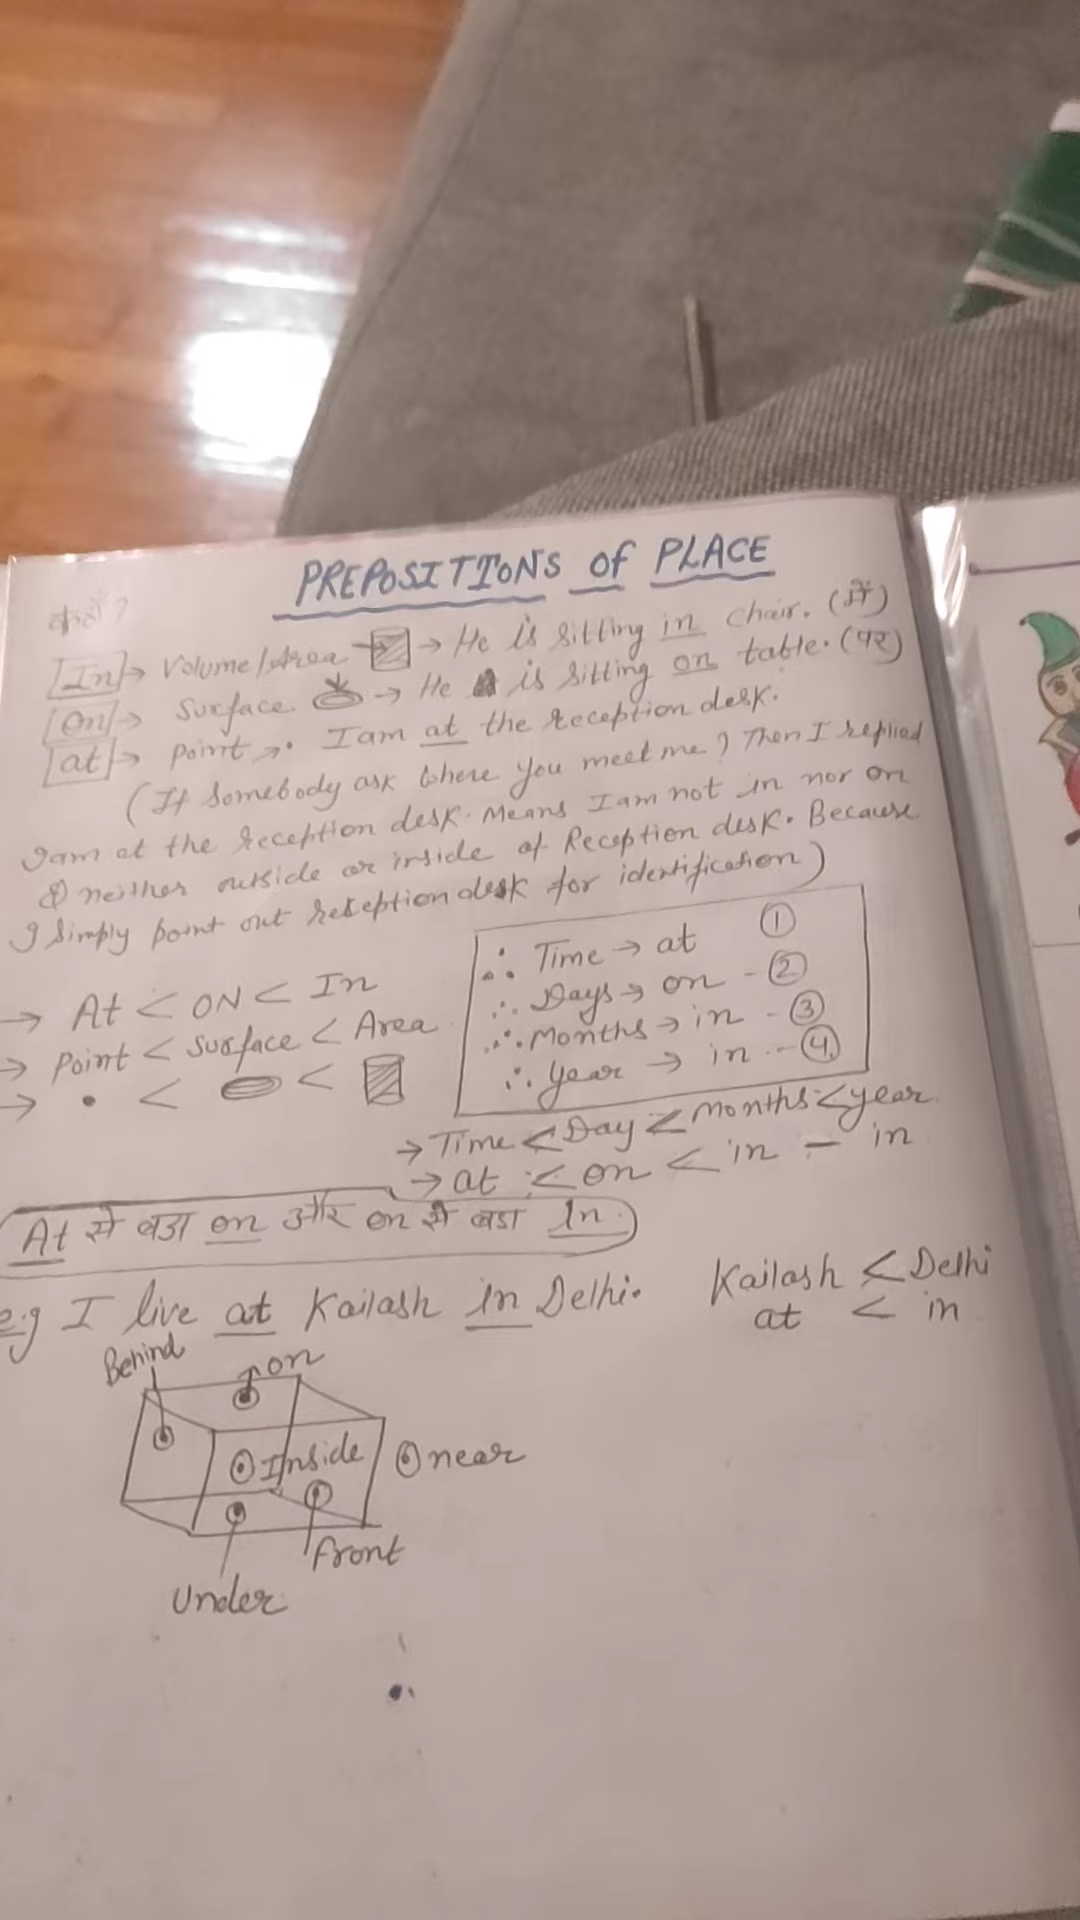 PREPOSITIONS of PLACE
कहाँ ?
In → Volume/Area → He is sitting in chair. (में)
On → Surface → He is sitting on table. (पर)
at → point → . I am at the reception desk.
(If Somebody ask where you meet me ? Then I replied
I am at the reception desk. Means I am not in nor on
& neither outside or inside of Reception desk. Because
I simply point out reception desk for identification)
→ At < ON < In
→ Point < Surface < Area
→ • < <
∴ Time → at ①
∴ Days → on - ②
∴ Months → in - ③
∴ Year → in - ④
→ Time < Day < Months < year
→ at < on < in — in
At से बडा on और on से बडा In.
e.g I live at Kailash in Delhi.
Kailash < Delhi
at < in
Behind
on
Inside
near
front
Under